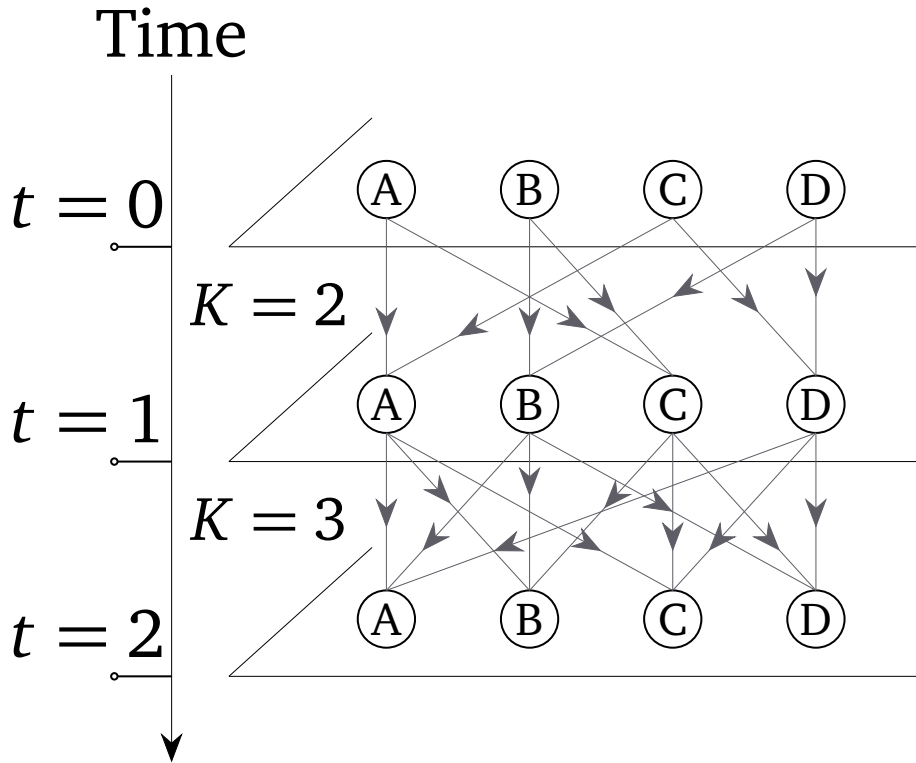 Time
t = 0
A B C D
K = 2
t = 1
A B C D
K = 3
t = 2
A B C D